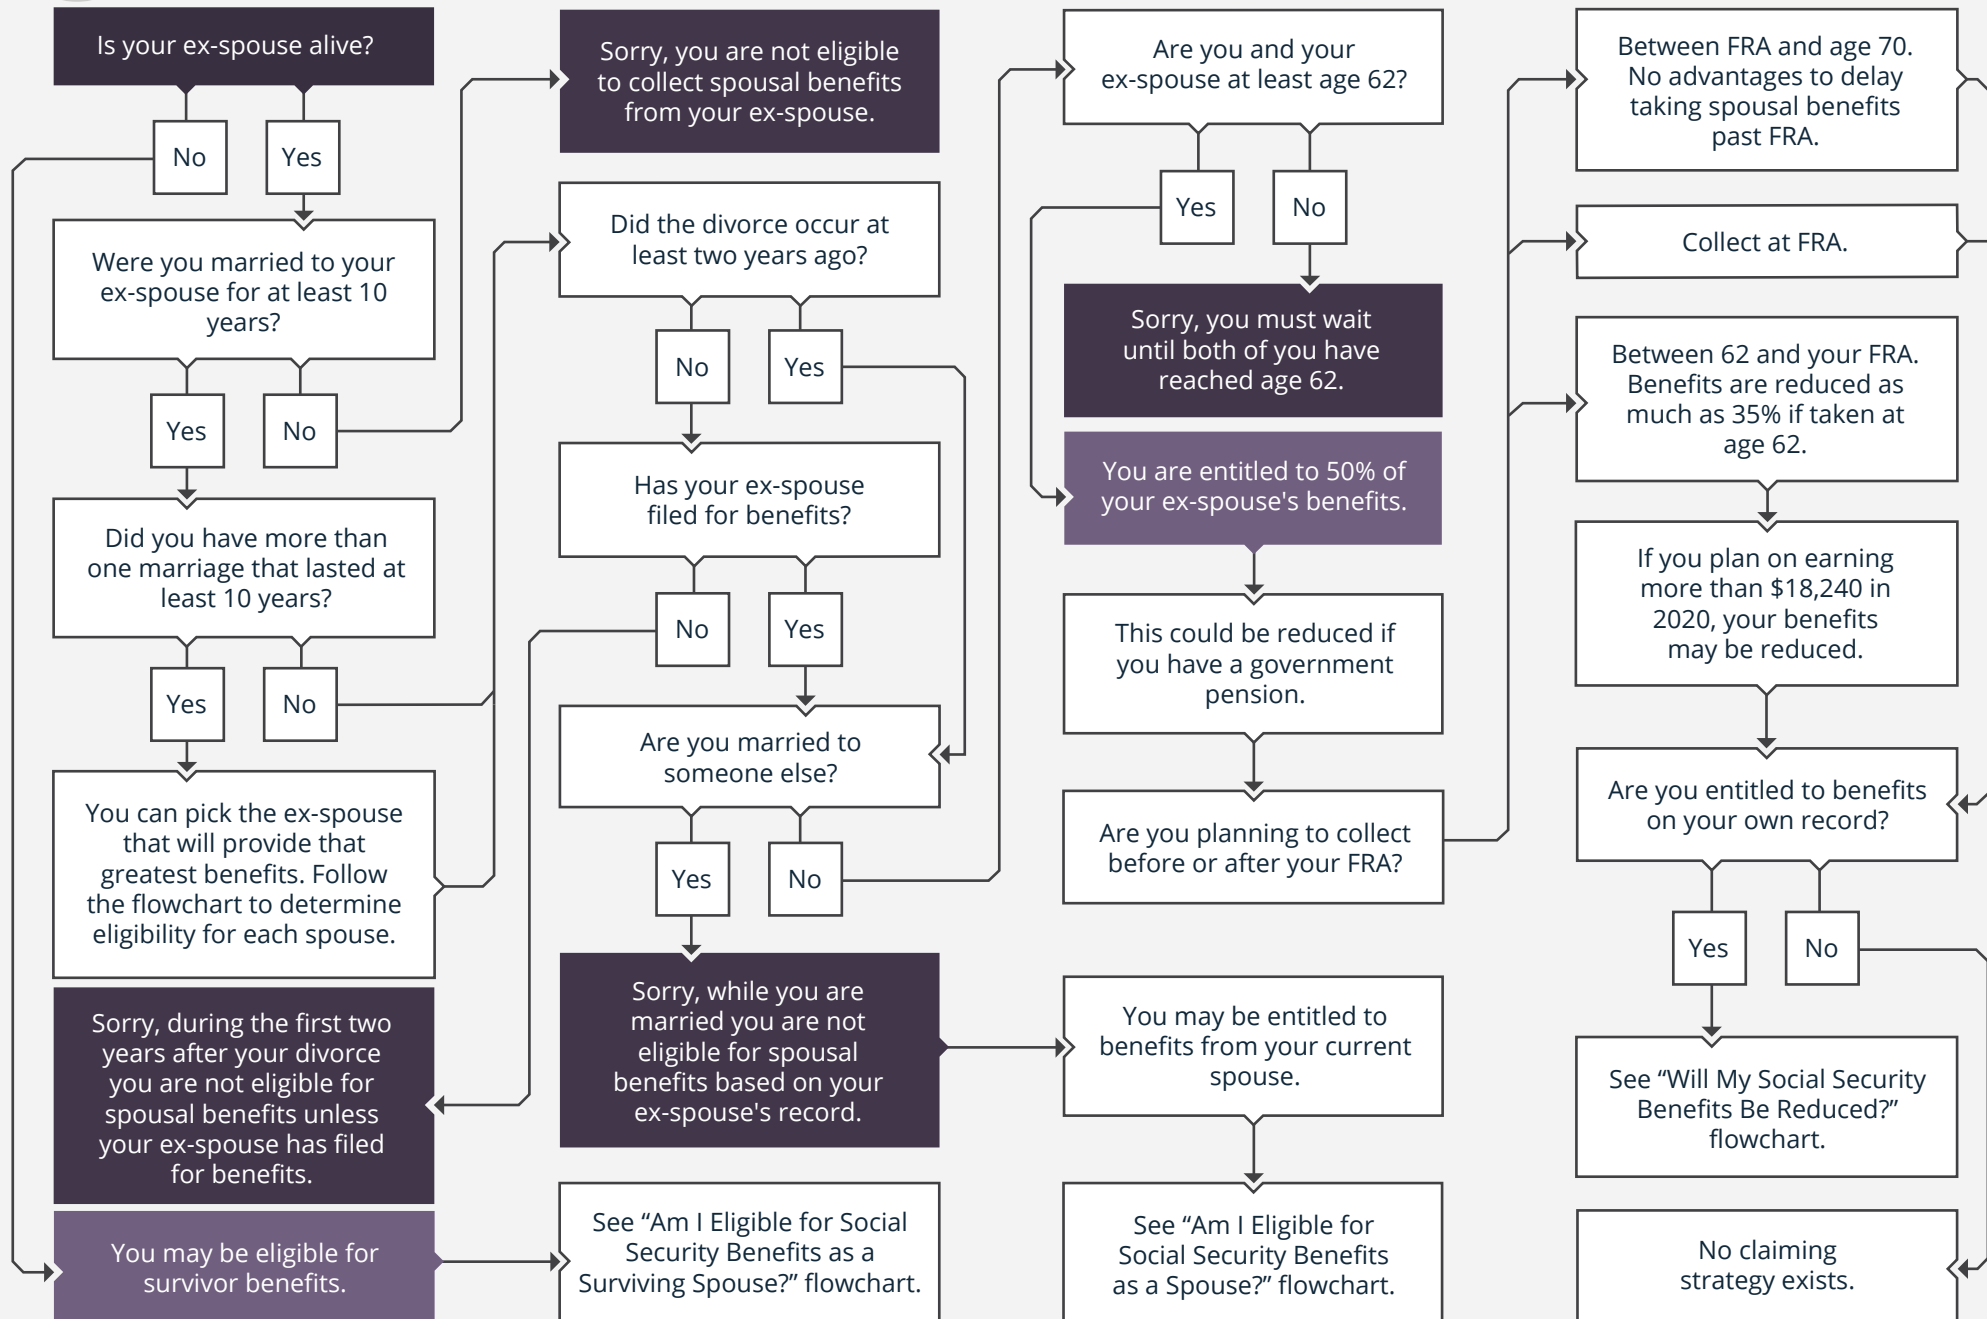 Is your ex-spouse alive?
No
Yes
Were you married to your
ex-spouse for at least 10
years?
Yes
No
Did you have more than
one marriage that lasted at
least 10 years?
Yes
No
You can pick the ex-spouse
that will provide that
greatest benefits. Follow
the flowchart to determine
eligibility for each spouse.
Sorry, during the first two
years after your divorce
you are not eligible for
spousal benefits unless
your ex-spouse has filed
for benefits.
You may be eligible for
survivor benefits.
Sorry, you are not eligible
to collect spousal benefits
from your ex-spouse.
Did the divorce occur at
least two years ago?
No
Yes
Has your ex-spouse
filed for benefits?
No
Yes
Are you married to
someone else?
Yes
No
Sorry, while you are
married you are not
eligible for spousal
benefits based on your
ex-spouse's record.
See “Am I Eligible for Social
Security Benefits as a
Surviving Spouse?” flowchart.
Are you and your
ex-spouse at least age 62?
Yes
No
Sorry, you must wait
until both of you have
reached age 62.
You are entitled to 50% of
your ex-spouse's benefits.
This could be reduced if
you have a government
pension.
Are you planning to collect
before or after your FRA?
You may be entitled to
benefits from your current
spouse.
See “Am I Eligible for
Social Security Benefits
as a Spouse?” flowchart.
Between FRA and age 70.
No advantages to delay
taking spousal benefits
past FRA.
Collect at FRA.
Between 62 and your FRA.
Benefits are reduced as
much as 35% if taken at
age 62.
If you plan on earning
more than $18,240 in
2020, your benefits
may be reduced.
Are you entitled to benefits
on your own record?
Yes
No
See “Will My Social Security
Benefits Be Reduced?”
flowchart.
No claiming
strategy exists.